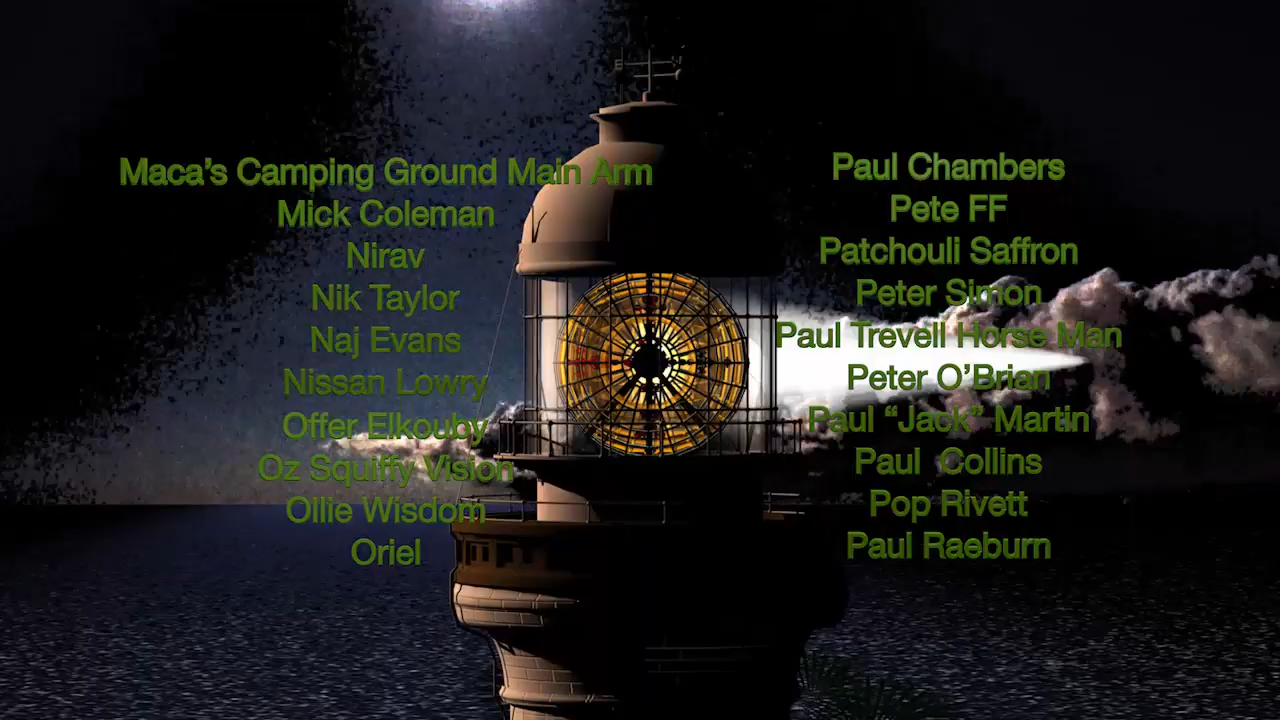 Maca's Camping Ground Main Arm
Mick Coleman
Nirav
Nik Taylor
Naj Evans
Nissan Lowry
Offer Elkouby
Oz Squiffy Vision
Ollie Wisdom
Oriel
Paul Chambers
Pete FF
Patchouli Saffron
Peter Simon
Paul Trevell Horse Man
Peter O’Brian
Paul “Jack” Martin
Paul  Collins
Pop Rivett
Paul Raeburn